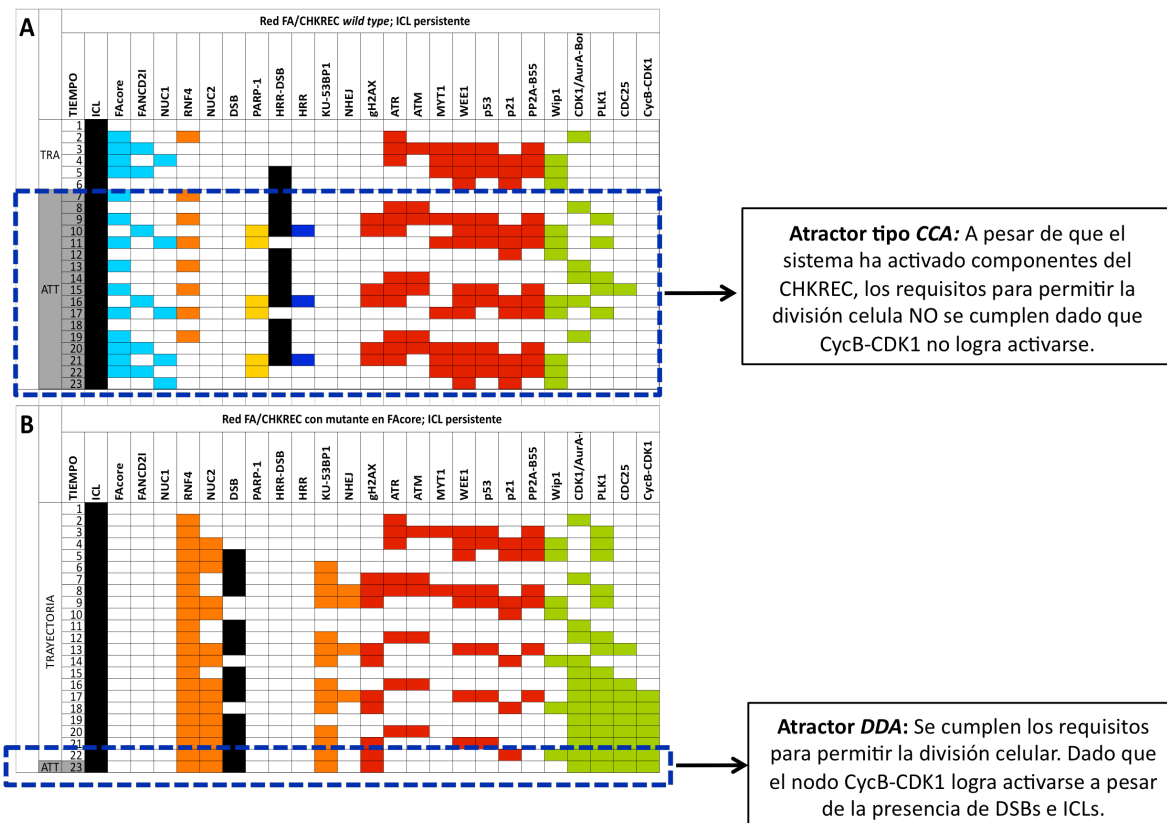 A
Red FA/CHKREC wild type; ICL persistente
TIEMPO
ICL
FAcore
FANCD2I
NUC1
RNF4
NUC2
DSB
PARP-1
HRR-DSB
HRR
KU-53BP1
NHEJ
gH2AX
ATR
ATM
MYT1
WEE1
p53
p21
PP2A-B55
Wip1
CDK1/AurA-Bor
PLK1
CDC25
CycB-CDK1
TRA
1
2
3
4
5
6
ATT
7
8
9
10
11
12
13
14
15
16
17
18
19
20
21
22
23
Atractor tipo CCA: A pesar de que el
sistema ha activado componentes del
CHKREC, los requisitos para permitir la
división celula NO se cumplen dado que
CycB-CDK1 no logra activarse.
B
Red FA/CHKREC con mutante en FAcore; ICL persistente
TIEMPO
ICL
FAcore
FANCD2I
NUC1
RNF4
NUC2
DSB
PARP-1
HRR-DSB
HRR
KU-53BP1
NHEJ
gH2AX
ATR
ATM
MYT1
WEE1
p53
p21
PP2A-B55
Wip1
CDK1/AurA-
PLK1
CDC25
CycB-CDK1
TRAYECTORIA
1
2
3
4
5
6
7
8
9
10
11
12
13
14
15
16
17
18
19
20
21
22
ATT
23
Atractor DDA: Se cumplen los requisitos
para permitir la división celular. Dado que
el nodo CycB-CDK1 logra activarse a pesar
de la presencia de DSBs e ICLs.